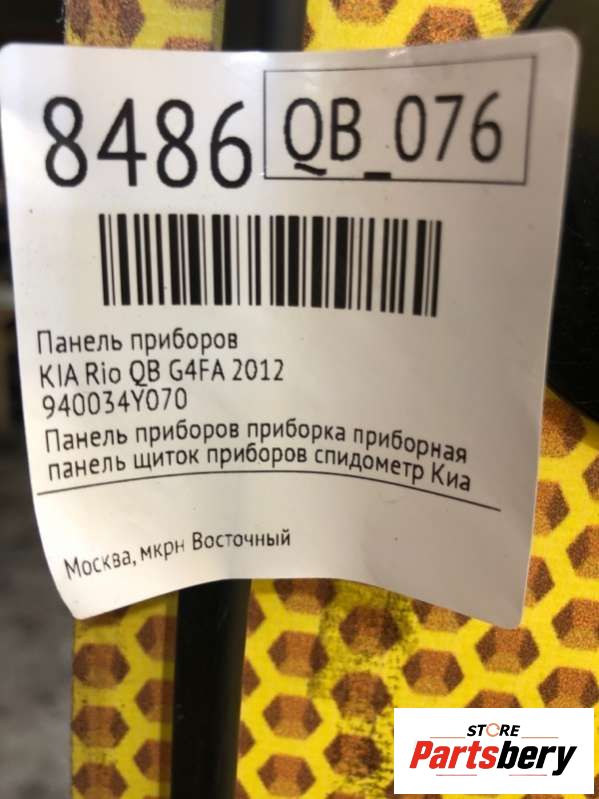 8486 QB_076
Панель приборов
KIA Rio QB G4FA 2012
940034Y070
Панель приборов приборка приборная
панель щиток приборов спидометр Киа
Москва, мкрн Восточный
STORE
Partsbery